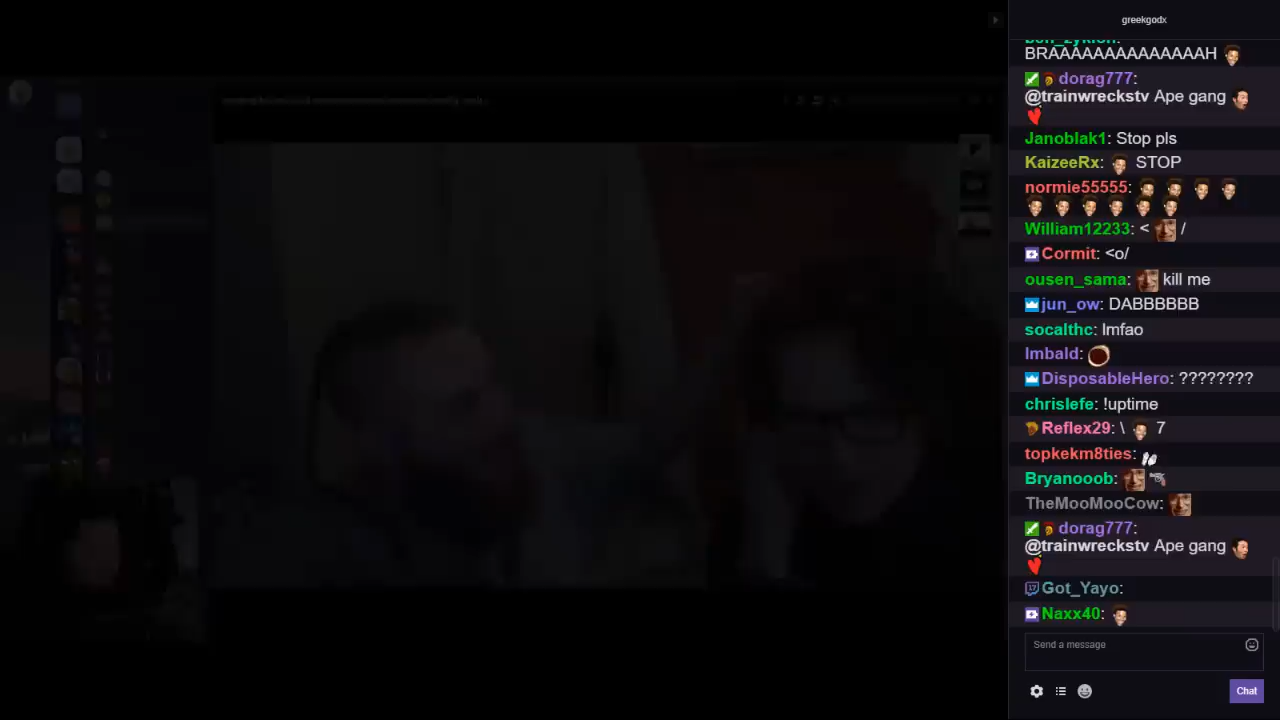 greekgodx
ben_zyklon:
BRAAAAAAAAAAAAAH
dorag777:
@trainwreckstv Ape gang
Janoblak1: Stop pls
KaizeeRx: STOP
normie55555:
William12233: < /
Cormit: <o/
ousen_sama: kill me
jun_ow: DABBBBBB
socalthc: lmfao
lmbald:
DisposableHero: ????????
chrislefe: !uptime
Reflex29: \ 7
topkekm8ties:
Bryanooob:
TheMooMooCow:
dorag777:
@trainwreckstv Ape gang
Got_Yayo:
Naxx40:
Send a message
Chat